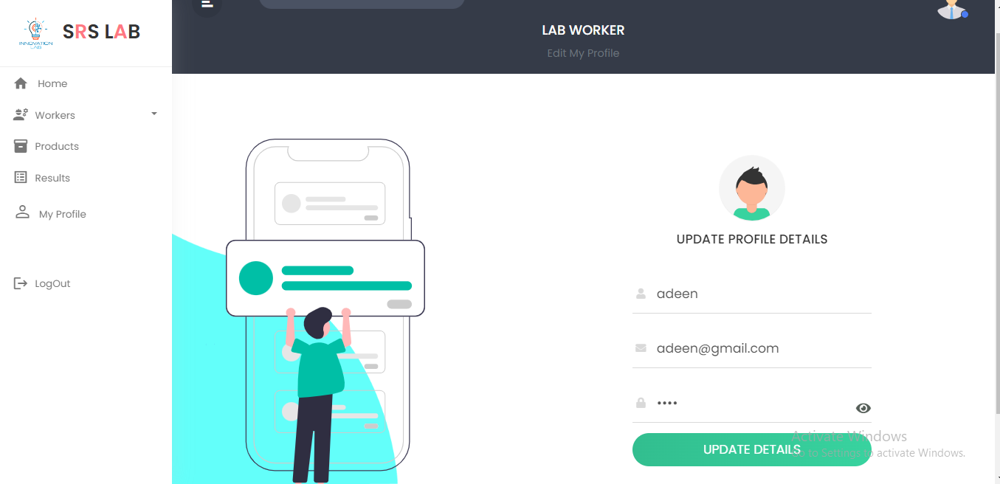 SRS LAB
INNOVATION
LAB
Home
Workers
Products
Results
My Profile
LogOut
LAB WORKER
Edit My Profile
UPDATE PROFILE DETAILS
adeen
adeen@gmail.com
••••
UPDATE DETAILS
Activate Windows
Go to Settings to activate Windows.